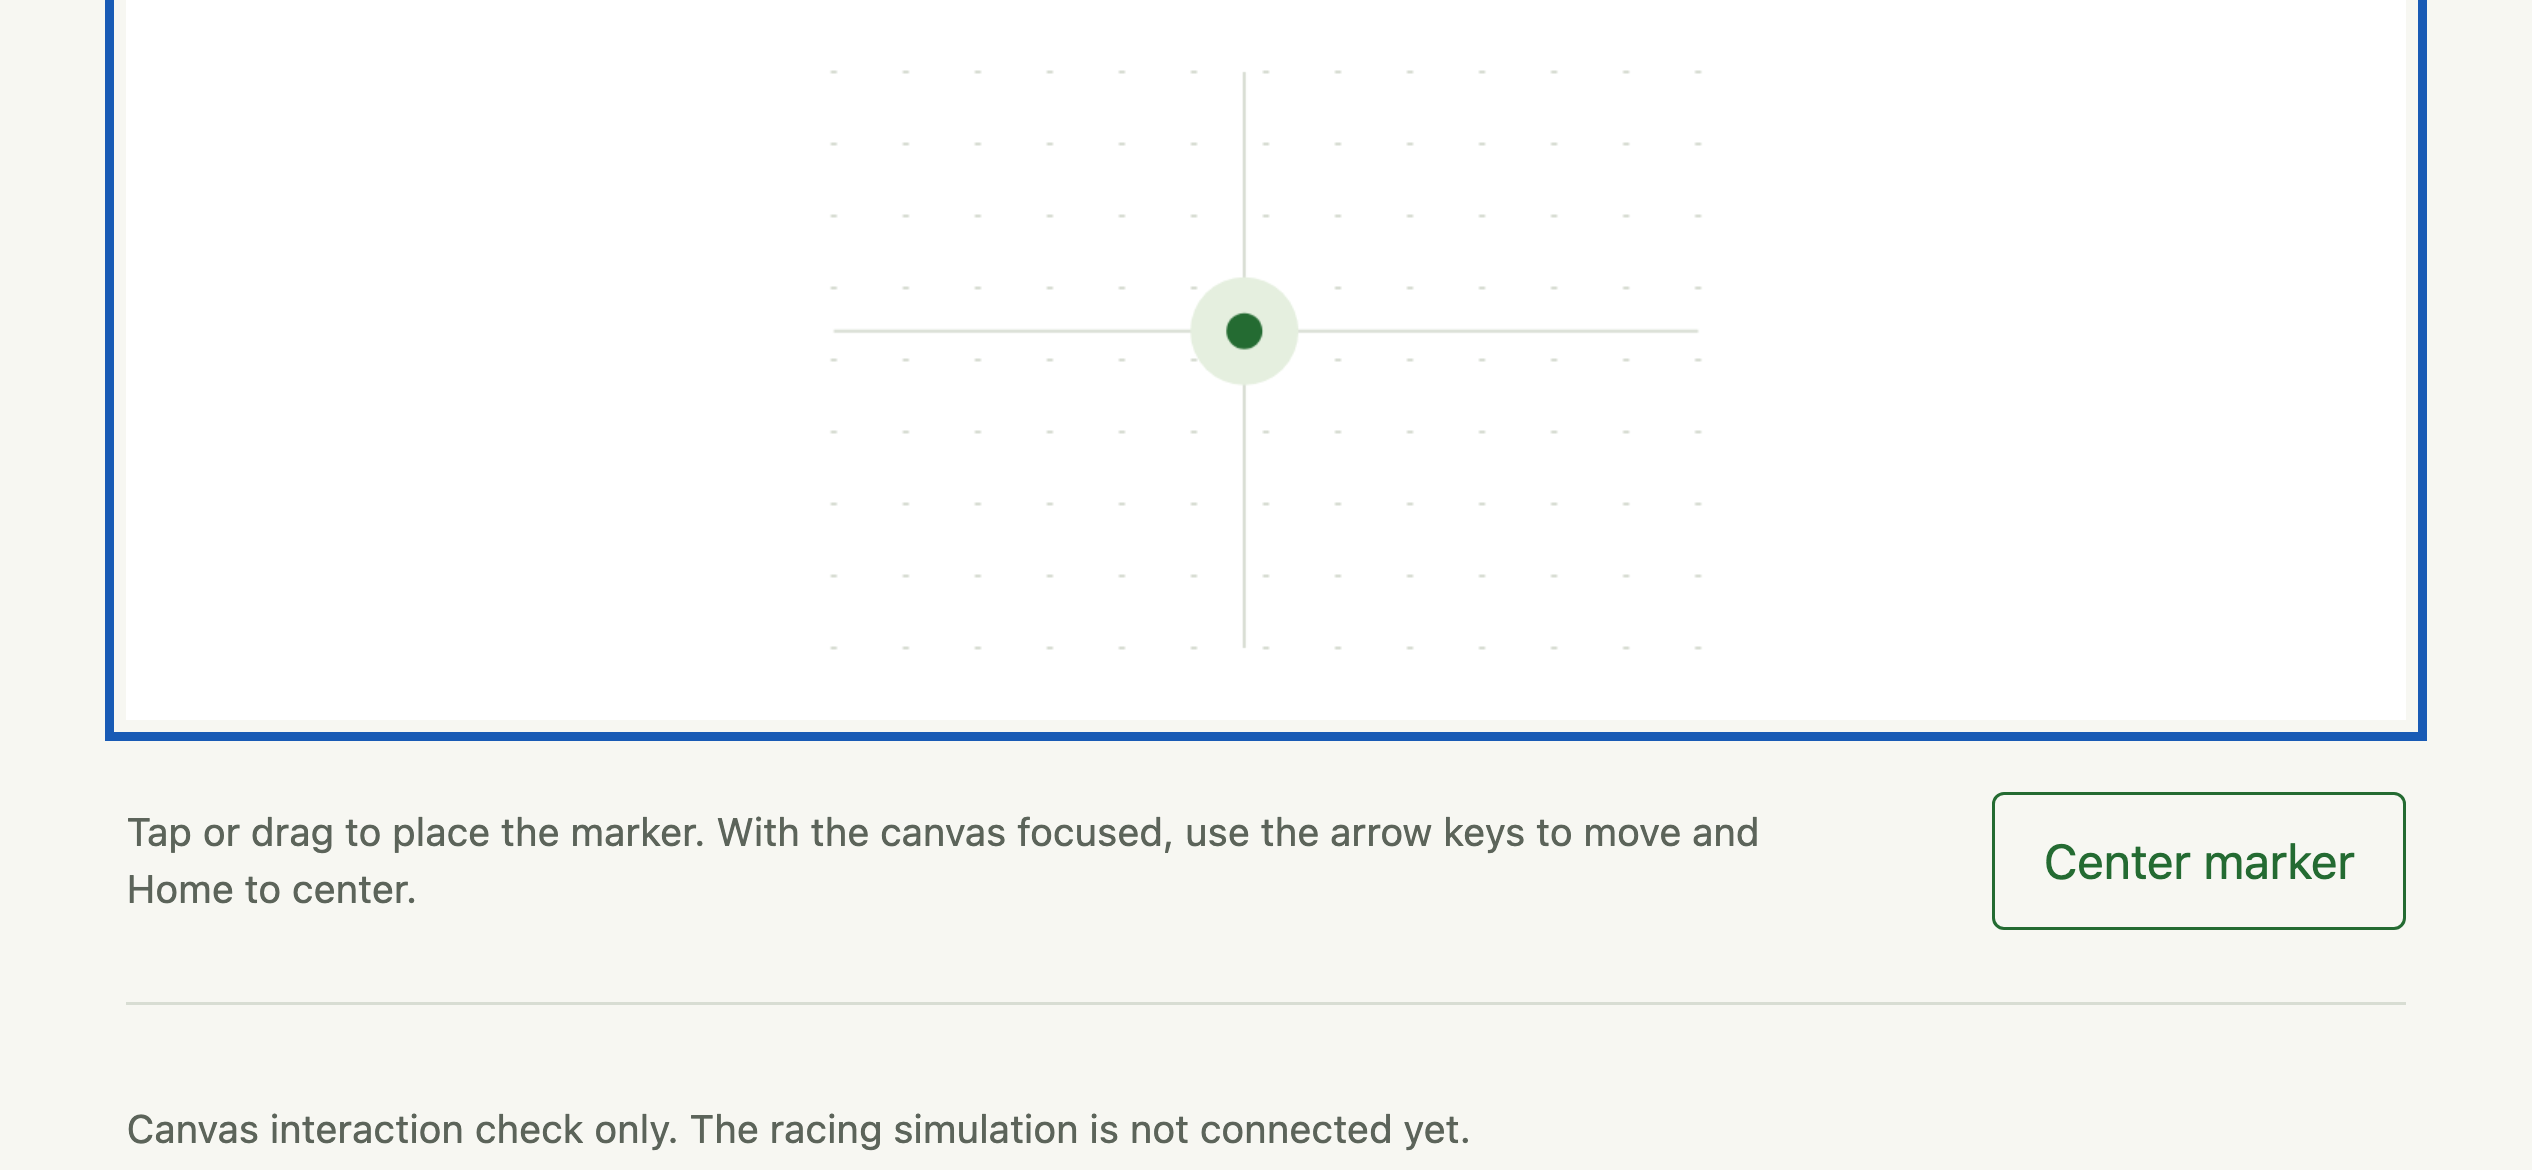 Tap or drag to place the marker. With the canvas focused, use the arrow keys to move and
Home to center.
Center marker
Canvas interaction check only. The racing simulation is not connected yet.